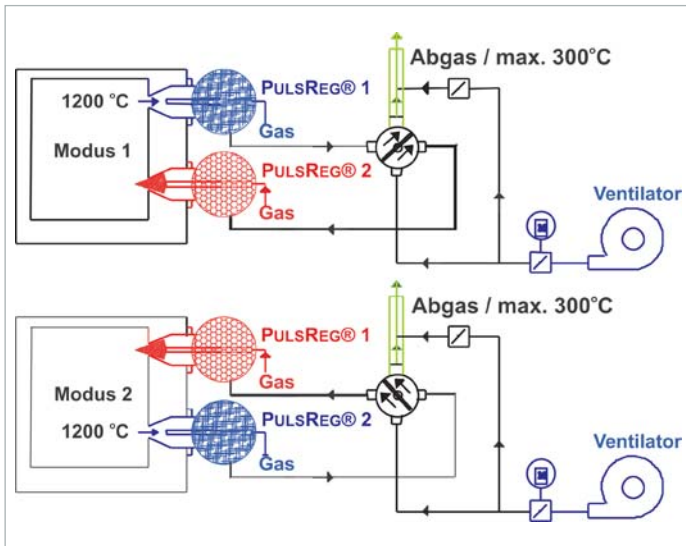 Abgas / max. 300°C
PULSREG® 1
1200 °C
Gas
Modus 1
PULSREG® 2
Gas
Ventilator
Abgas / max. 300°C
PULSREG® 1
Gas
Modus 2
PULSREG® 2
1200 °C
Gas
Ventilator